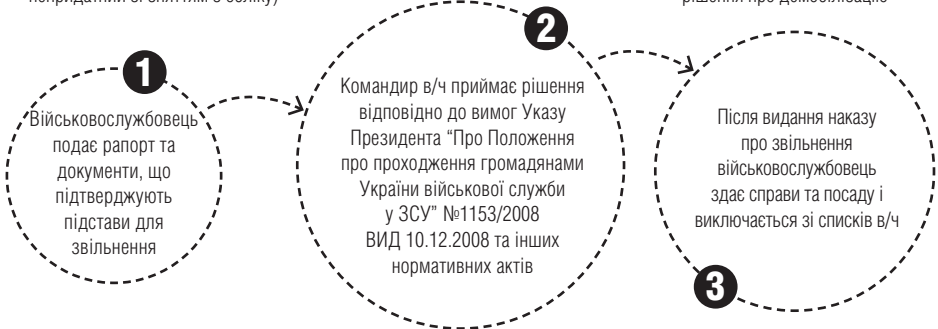 1
Військовослужбовець
подає рапорт та
документи, що
підтверджують
підстави для
звільнення
2
Командир в/ч приймає рішення
відповідно до вимог Указу
Президента “Про Положення
про проходження громадянами
України військової служби
у ЗСУ” №1153/2008
ВИД 10.12.2008 та інших
нормативних актів
Після видання наказу
про звільнення
військовослужбовець
здає справи та посаду і
виключається зі списків в/ч
3